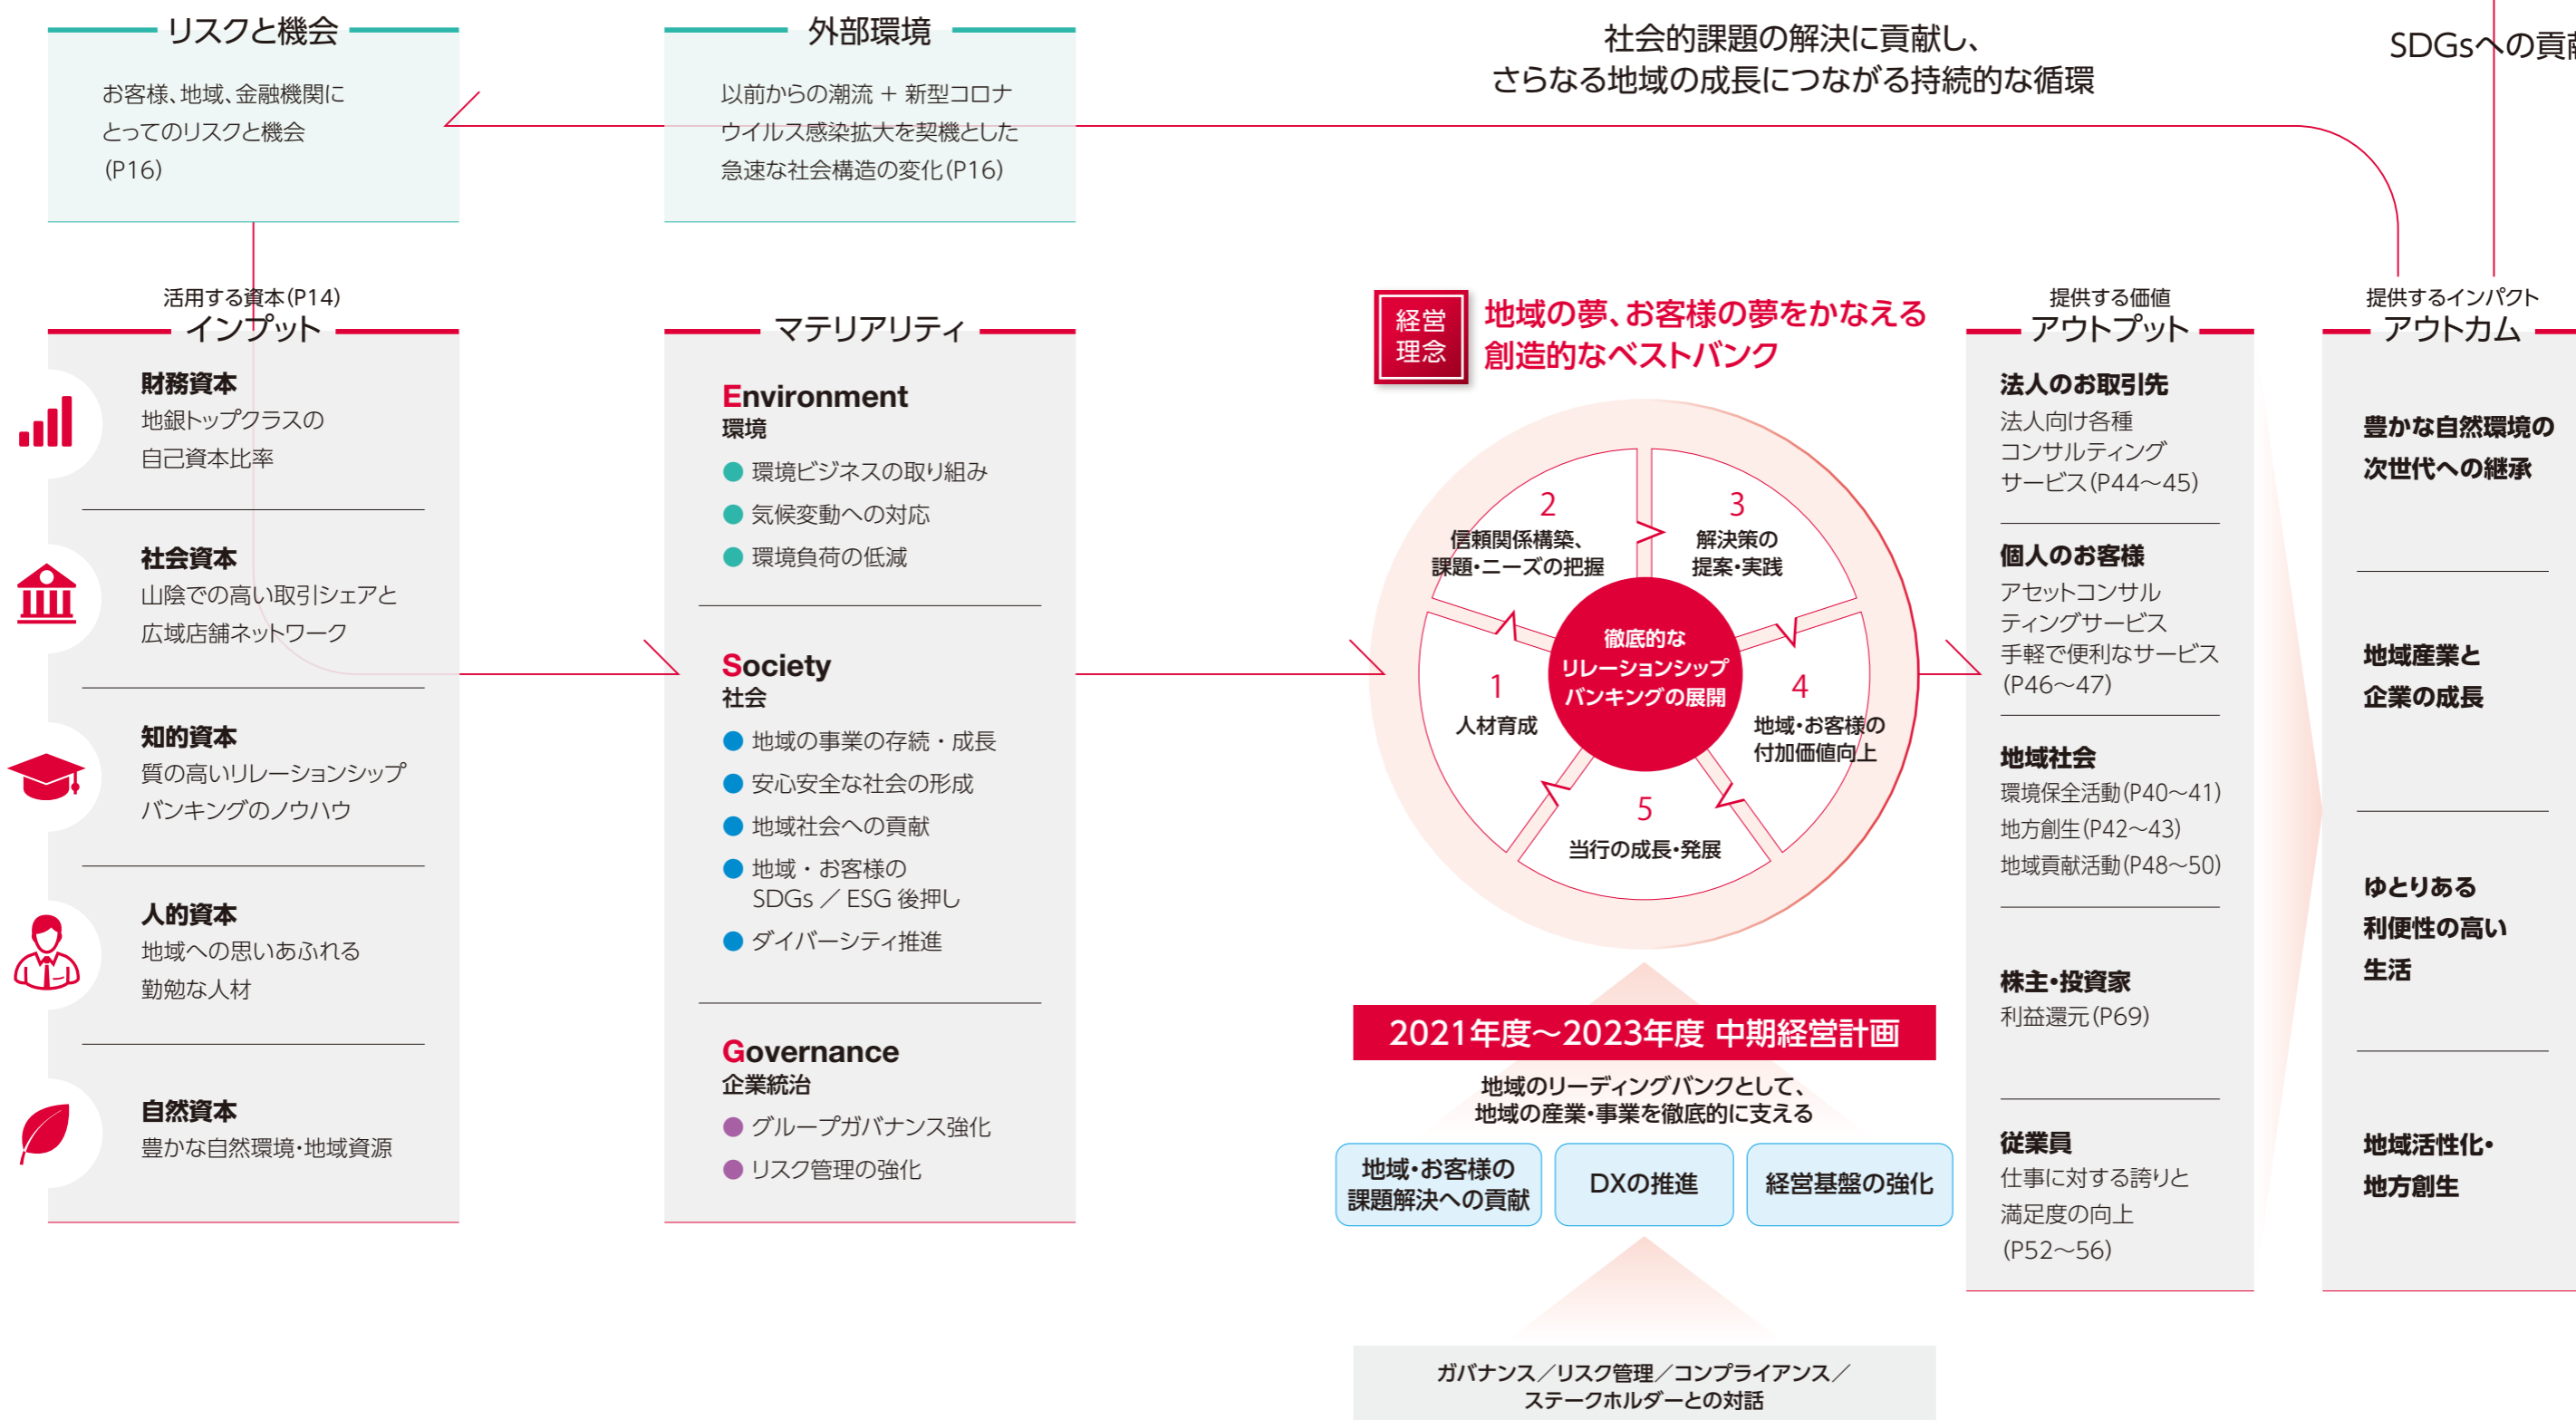 リスクと機会
お客様、地域、金融機関に
とってのリスクと機会
(P16)
外部環境
以前からの潮流 + 新型コロナ
ウイルス感染拡大を契機とした
急速な社会構造の変化(P16)
社会的課題の解決に貢献し、
さらなる地域の成長につながる持続的な循環
SDGsへの貢
活用する資本(P14)
インプット
財務資本
地銀トップクラスの
自己資本比率
社会資本
山陰での高い取引シェアと
広域店舗ネットワーク
知的資本
質の高いリレーションシップ
バンキングのノウハウ
人的資本
地域への思いあふれる
勤勉な人材
自然資本
豊かな自然環境・地域資源
マテリアリティ
Environment
環境
● 環境ビジネスの取り組み
● 気候変動への対応
● 環境負荷の低減
Society
社会
● 地域の事業の存続・成長
● 安心安全な社会の形成
● 地域社会への貢献
● 地域・お客様の
SDGs ／ ESG 後押し
● ダイバーシティ推進
Governance
企業統治
● グループガバナンス強化
● リスク管理の強化
経営
理念
地域の夢、お客様の夢をかなえる
創造的なベストバンク
1
人材育成
2
信頼関係構築、
課題・ニーズの把握
3
解決策の
提案・実践
4
地域・お客様の
付加価値向上
5
当行の成長・発展
徹底的な
リレーションシップ
バンキングの展開
2021年度～2023年度 中期経営計画
地域のリーディングバンクとして、
地域の産業・事業を徹底的に支える
地域・お客様の
課題解決への貢献
DXの推進
経営基盤の強化
ガバナンス／リスク管理／コンプライアンス／
ステークホルダーとの対話
提供する価値
アウトプット
法人のお取引先
法人向け各種
コンサルティング
サービス(P44～45)
個人のお客様
アセットコンサル
ティングサービス
手軽で便利なサービス
(P46～47)
地域社会
環境保全活動(P40～41)
地方創生(P42～43)
地域貢献活動(P48～50)
株主・投資家
利益還元(P69)
従業員
仕事に対する誇りと
満足度の向上
(P52～56)
提供するインパクト
アウトカム
豊かな自然環境の
次世代への継承
地域産業と
企業の成長
ゆとりある
利便性の高い
生活
地域活性化・
地方創生